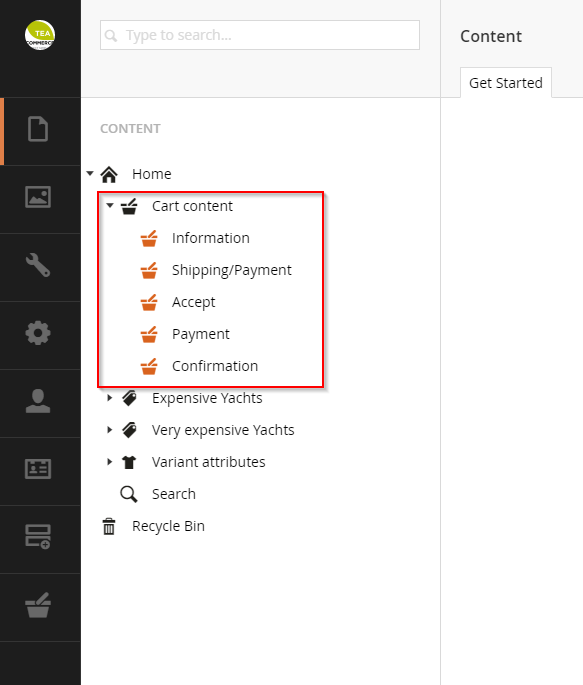 TEA
COMMERCE
Type to search...
Content
Get Started
CONTENT
Home
Cart content
Information
Shipping/Payment
Accept
Payment
Confirmation
Expensive Yachts
Very expensive Yachts
Variant attributes
Search
Recycle Bin